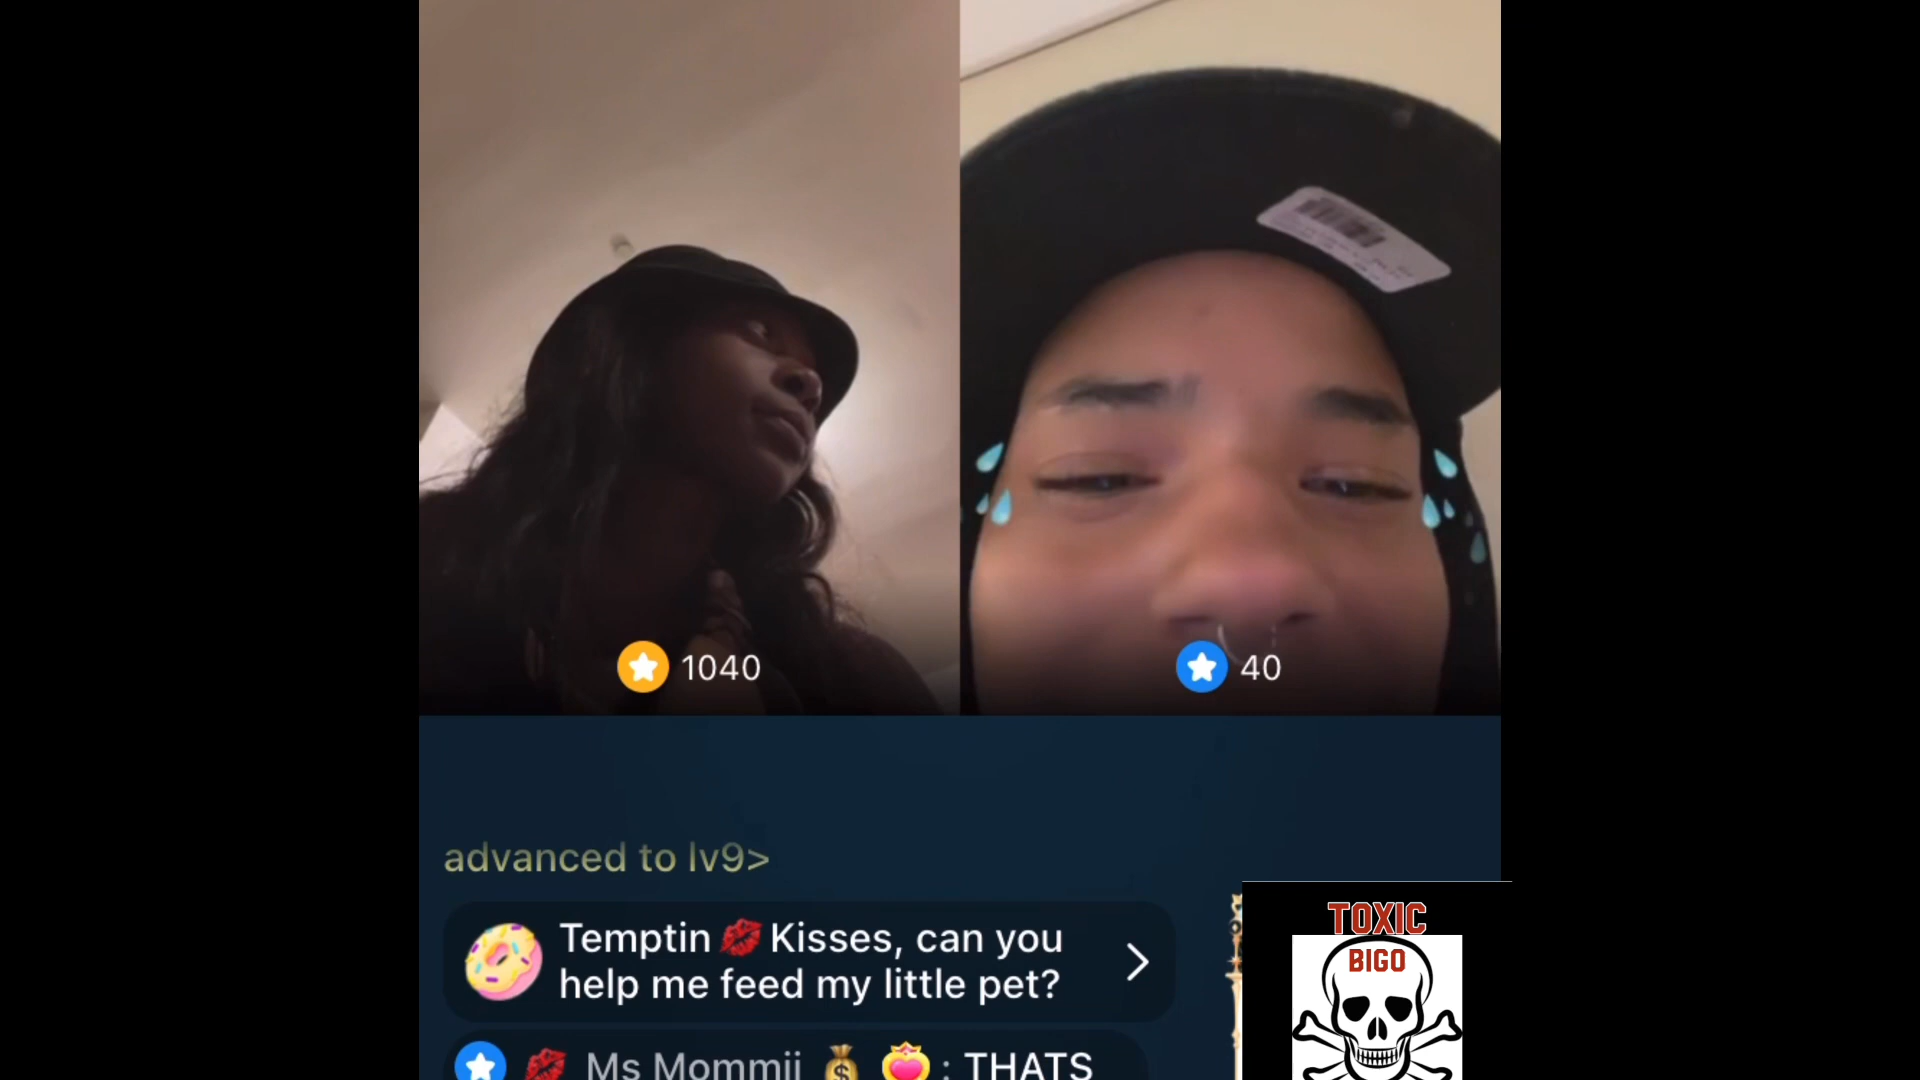 1040
40
advanced to lv9>
Temptin 💋 Kisses, can you
help me feed my little pet?
Ms Mommii 💰 💖 : THATS
TOXIC
BIGO